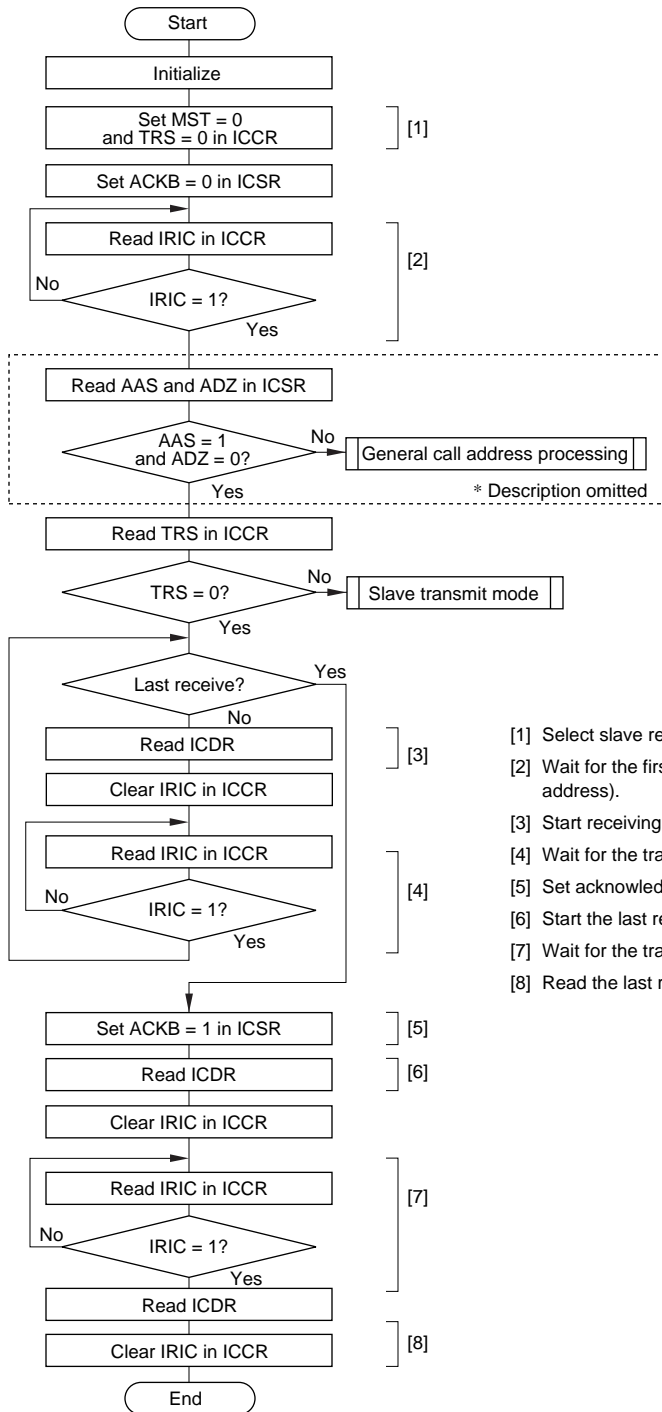 Start
Initialize
Set MST = 0
and TRS = 0 in ICCR
[1]
Set ACKB = 0 in ICSR
Read IRIC in ICCR
[2]
No
IRIC = 1?
Yes
Read AAS and ADZ in ICSR
AAS = 1
and ADZ = 0?
No
General call address processing
Yes
* Description omitted
Read TRS in ICCR
TRS = 0?
No
Slave transmit mode
Yes
Last receive?
Yes
No
Read ICDR
[3]
Clear IRIC in ICCR
Read IRIC in ICCR
[4]
No
IRIC = 1?
Yes
Set ACKB = 1 in ICSR
[5]
Read ICDR
[6]
Clear IRIC in ICCR
Read IRIC in ICCR
[7]
No
IRIC = 1?
Yes
Read ICDR
Clear IRIC in ICCR
[8]
End
[1] Select slave
[2] Wait for the
address).
[3] Start receiving
[4] Wait for the
[5] Set
[6] Start the last
[7] Wait for the
[8] Read the last